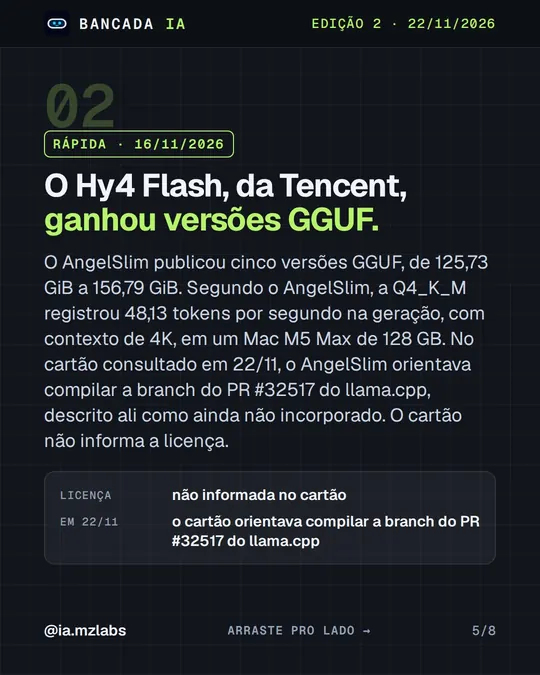 BANCADA IA
EDIÇÃO 2 · 22/11/2026
02
RÁPIDA · 16/11/2026
O Hy4 Flash, da Tencent,
ganhou versões GGUF.
O AngelSlim publicou cinco versões GGUF, de 125,73
GiB a 156,79 GiB. Segundo o AngelSlim, a Q4_K_M
registrou 48,13 tokens por segundo na geração, com
contexto de 4K, em um Mac M5 Max de 128 GB. No
cartão consultado em 22/11, o AngelSlim orientava
compilar a branch do PR #32517 do llama.cpp,
descrito ali como ainda não incorporado. O cartão
não informa a licença.
LICENÇA
não informada no cartão
EM 22/11
o cartão orientava compilar a branch do PR
#32517 do llama.cpp
@ia.mzlabs
ARRASTE PRO LADO →
5/8